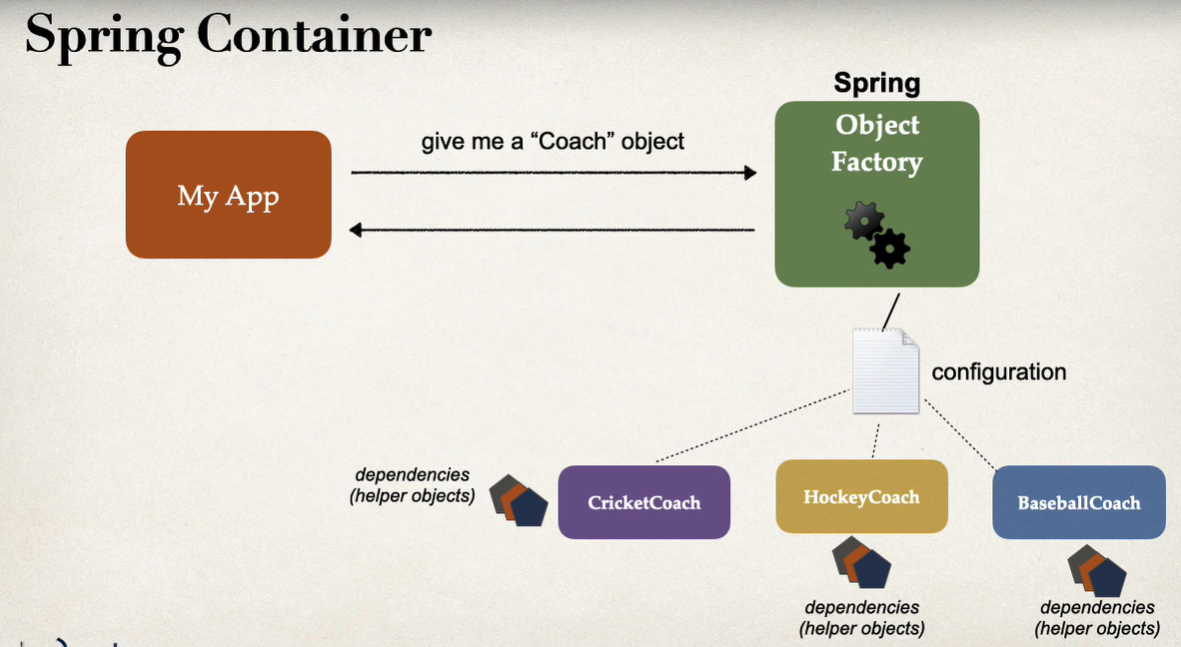 Spring Container
Spring
Object
Factory
give me a “Coach” object
My App
configuration
dependencies
(helper objects)
CricketCoach
HockeyCoach
BaseballCoach
dependencies
(helper objects)
dependencies
(helper objects)